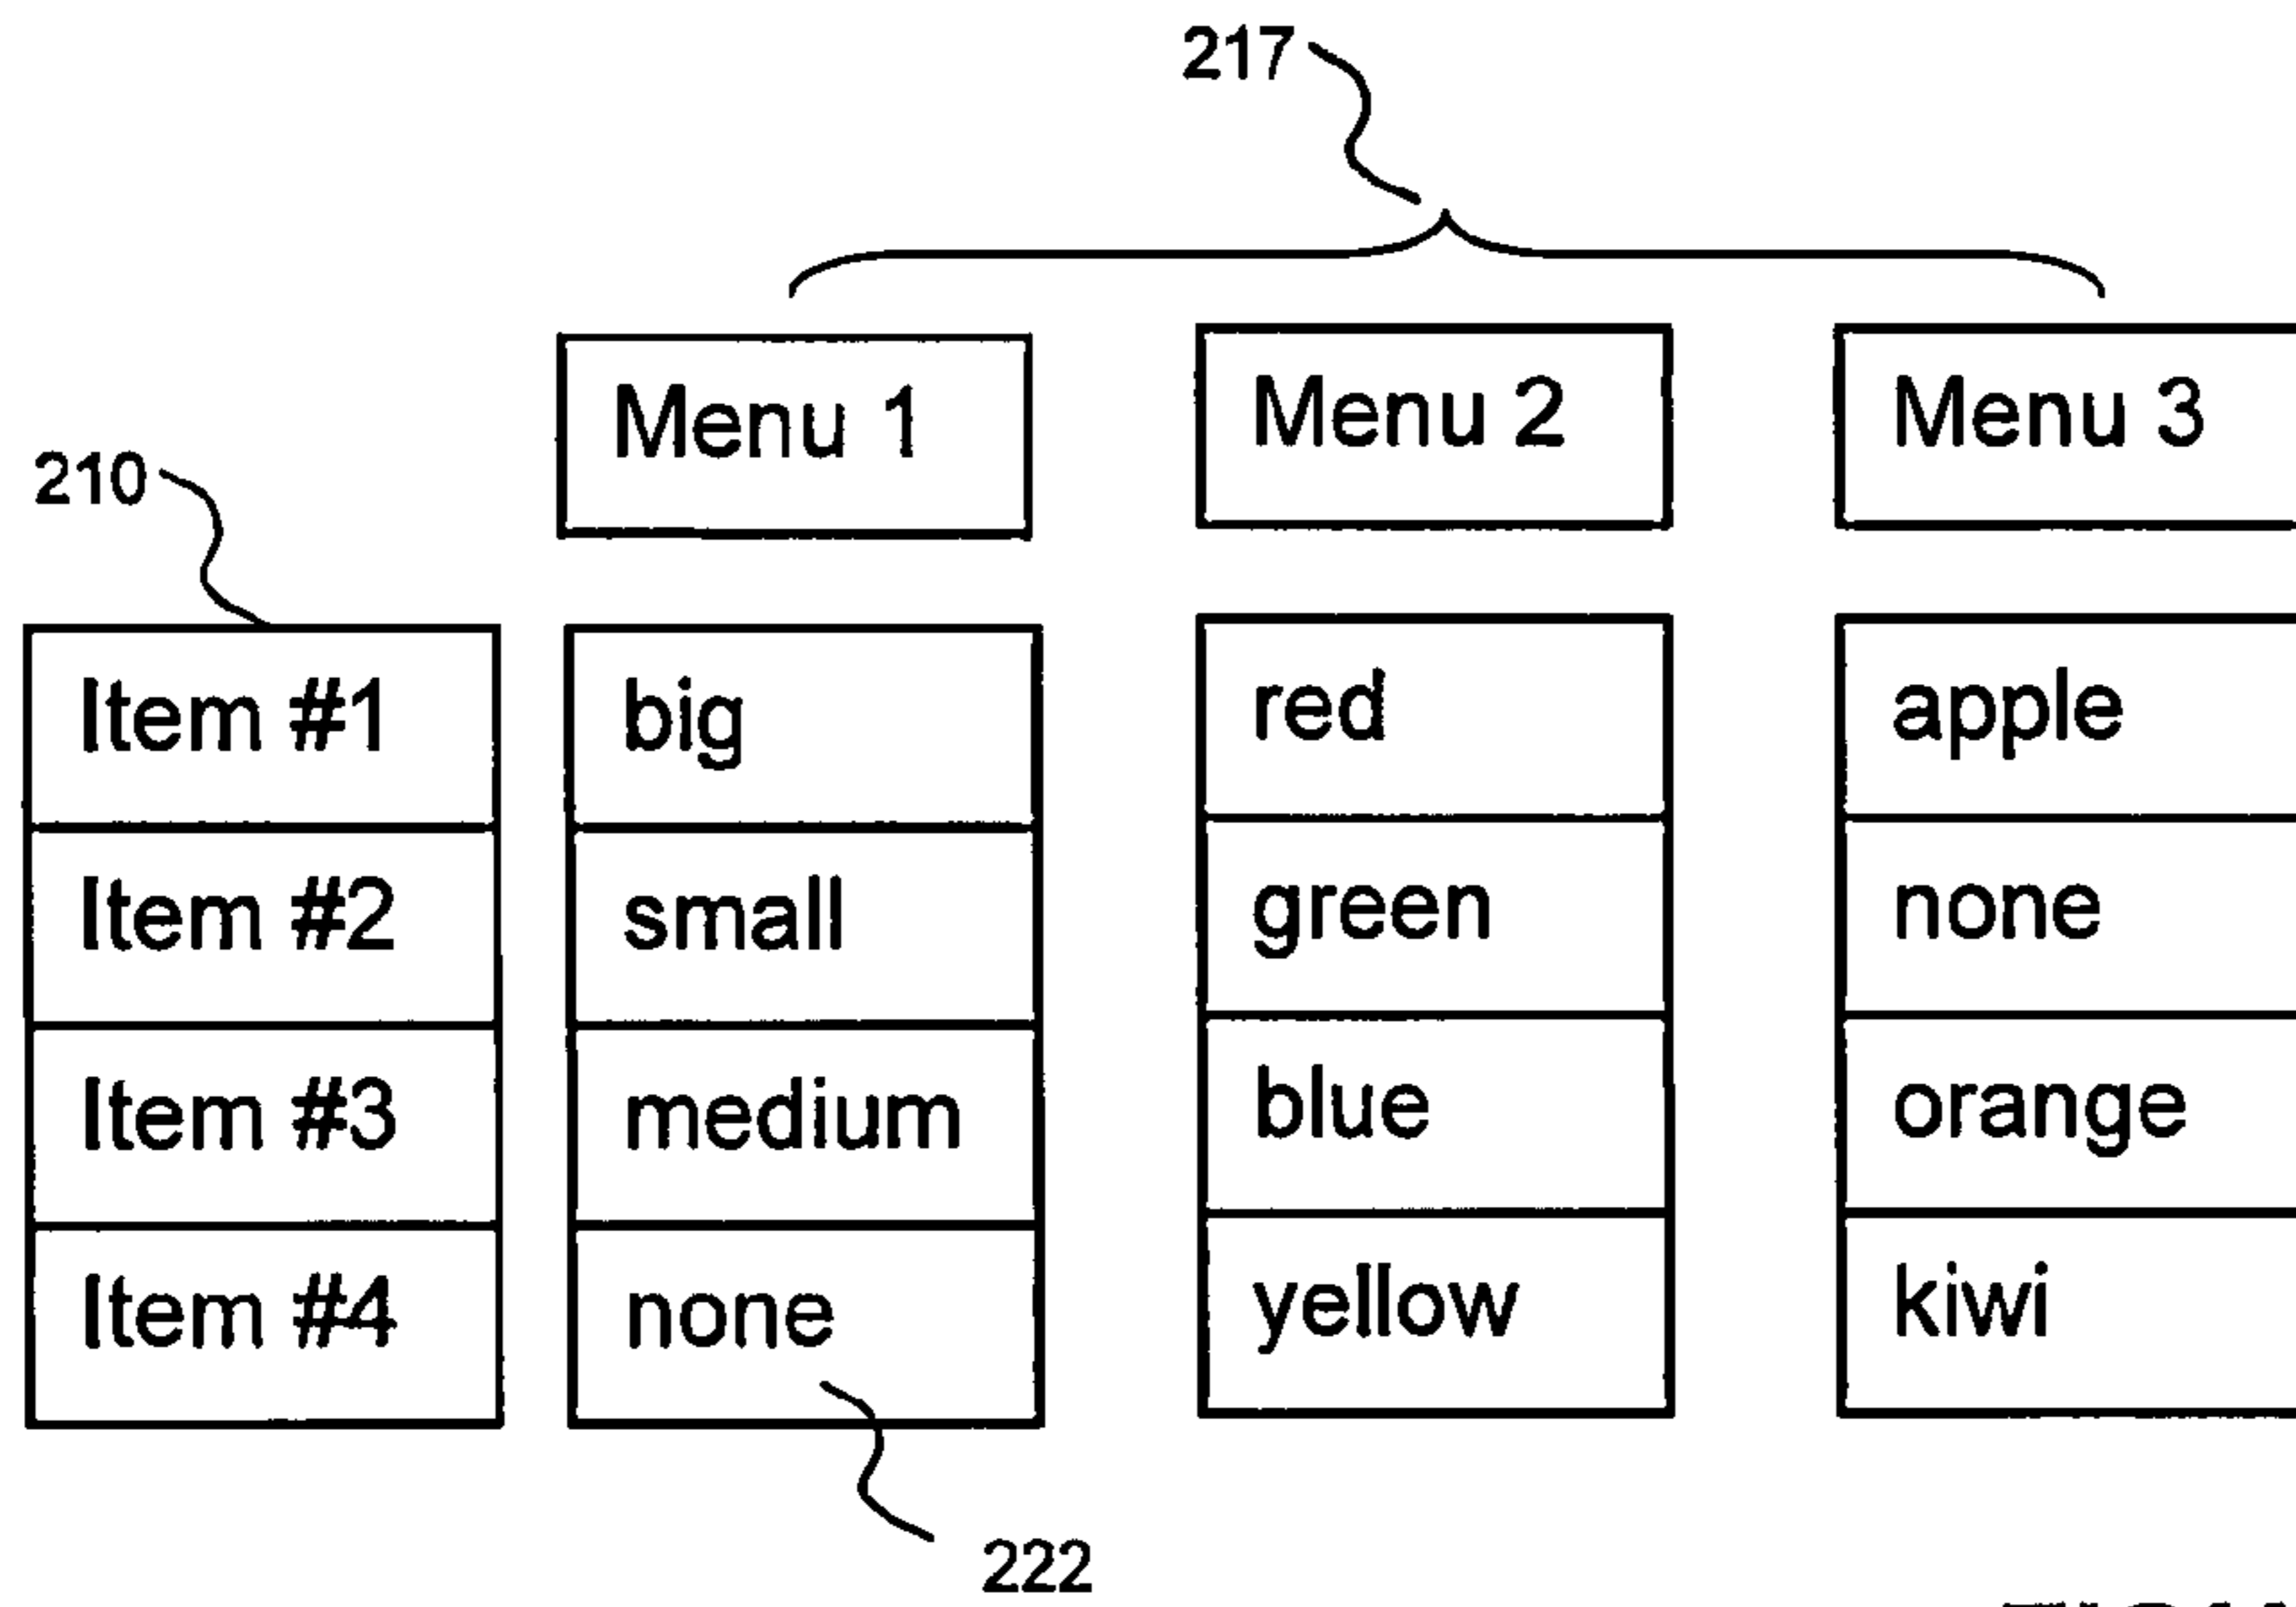 217
Menu 1 Menu 2 Menu 3
210
Item #1 big red apple
Item #2 small green none
Item #3 medium blue orange
Item #4 none yellow kiwi
222